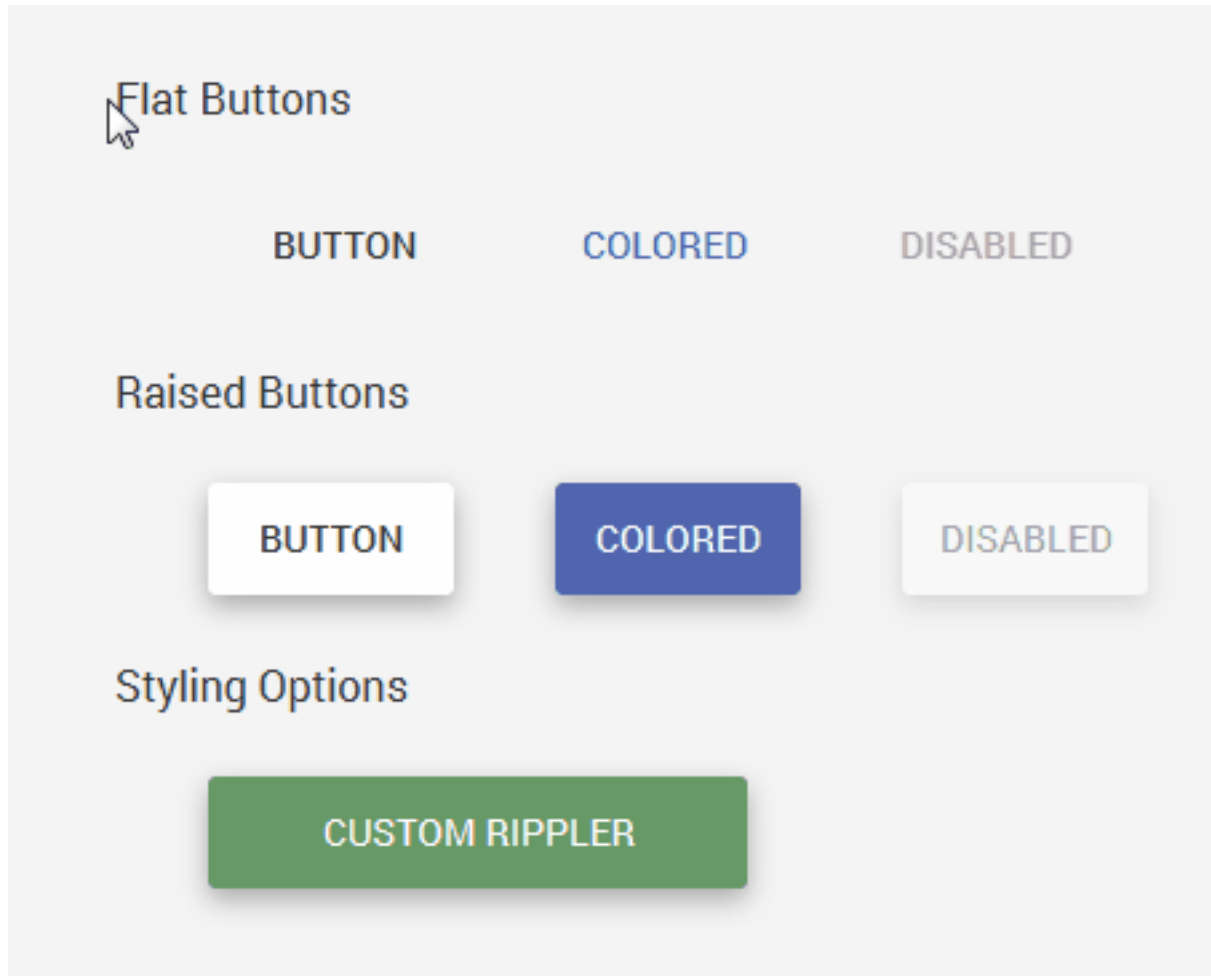 Flat Buttons
BUTTON COLORED DISABLED
Raised Buttons
BUTTON COLORED DISABLED
Styling Options
CUSTOM RIPPLER